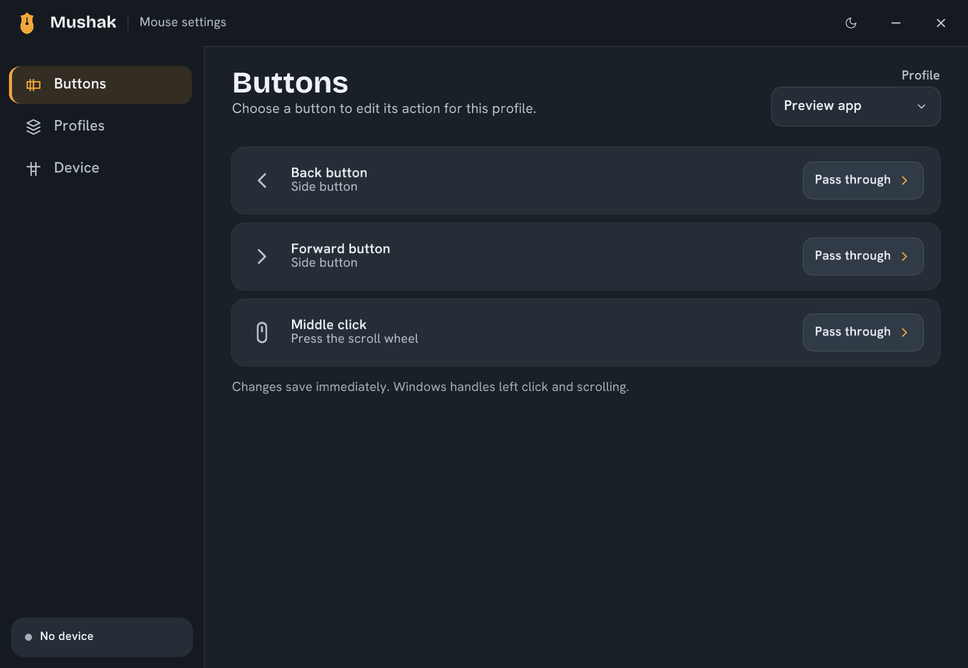 Mushak
Mouse settings
Buttons
Profiles
Device
No device
Buttons
Choose a button to edit its action for this profile.
Profile
Preview app
Back button
Side button
Pass through
Forward button
Side button
Pass through
Middle click
Press the scroll wheel
Pass through
Changes save immediately. Windows handles left click and scrolling.